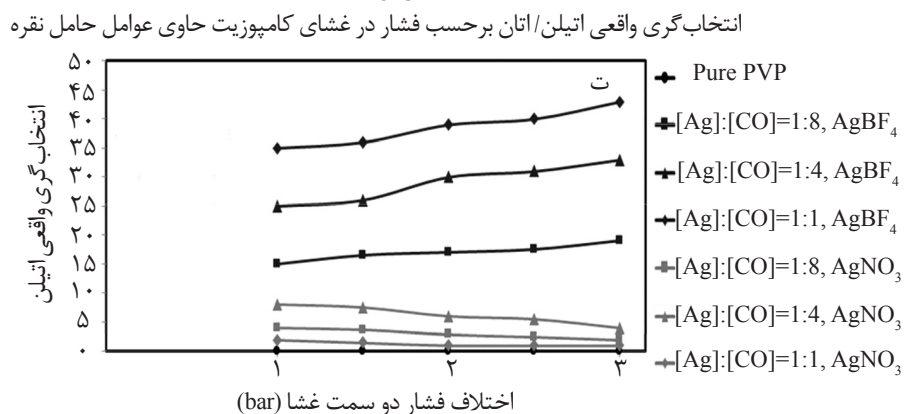 انتخاب‌گری واقعی اتیلن/ اتان برحسب فشار در غشای کامپوزیت حاوی عوامل حامل نقره
انتخاب‌گری واقعی اتیلن
۵۰
۴۵
۴۰
۳۵
۳۰
۲۵
۲۰
۱۵
۱۰
۵
۰
ت
۱
۲
۳
اختلاف فشار دو سمت غشا (bar)
Pure PVP
[Ag]:[CO]=1:8, AgBF₄
[Ag]:[CO]=1:4, AgBF₄
[Ag]:[CO]=1:1, AgBF₄
[Ag]:[CO]=1:8, AgNO₃
[Ag]:[CO]=1:4, AgNO₃
[Ag]:[CO]=1:1, AgNO₃